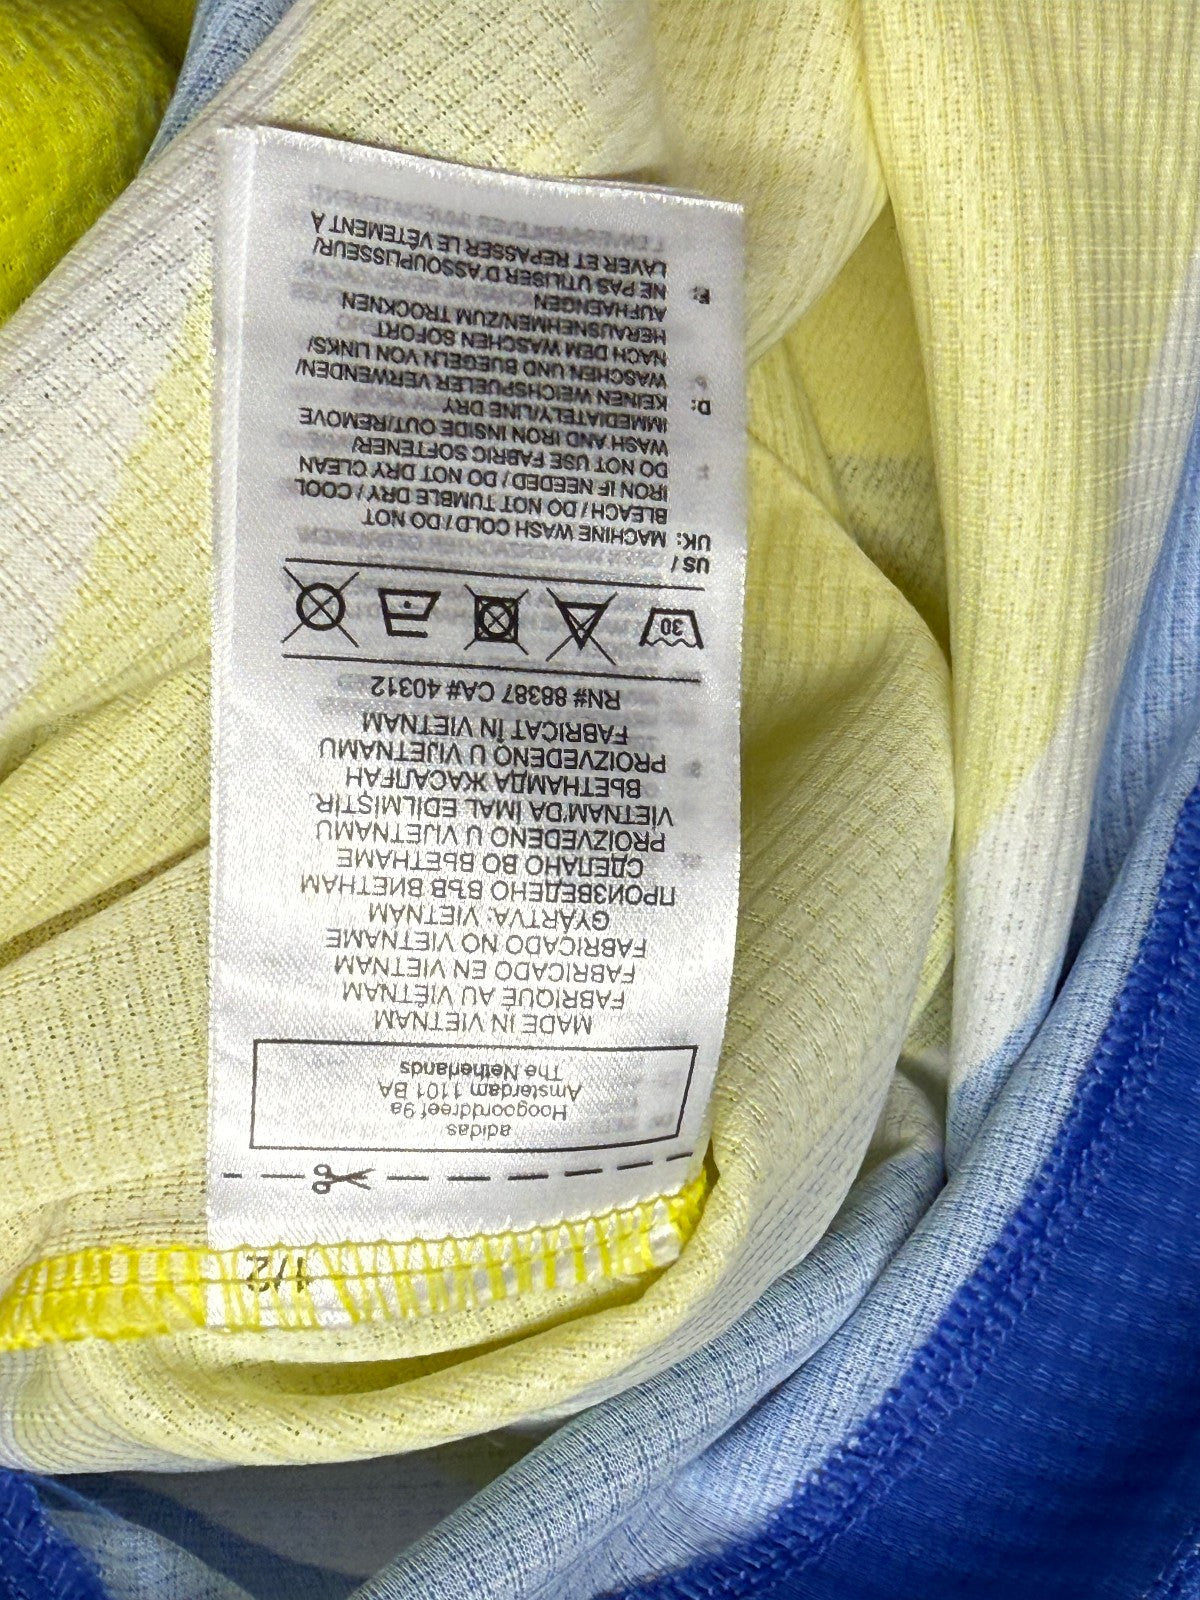 1/2
adidas
Hoogoorddreef 9a
Amsterdam 1101 BA
The Netherlands
MADE IN VIETNAM
FABRIQUÉ AU VIÊTNAM
FABRICADO EN VIETNAM
FABRICADO NO VIETNAME
GYÁRTVA: VIETNAM
ПРОИЗВЕДЕНО ВЪВ ВИЕТНАМ
СДЕЛАНО ВО ВЬЕТНАМЕ
PROIZVEDENO U VIJETNAMU
VIETNAM'DA İMAL EDİLMİŞTİR.
ВЬЕТНАМДА ЖАСАЛҒАН
PROIZVEDENO U VIJETNAMU
FABRICAT ÎN VIETNAM
RN# 88387 CA# 40312
30
US /
UK: MACHINE WASH COLD / DO NOT
BLEACH / DO NOT TUMBLE DRY / COOL
IRON IF NEEDED / DO NOT DRY CLEAN
DO NOT USE FABRIC SOFTENER/
WASH AND IRON INSIDE OUT/REMOVE
IMMEDIATELY/LINE DRY
D: KEINEN WEICHSPUELER VERWENDEN/
WASCHEN UND BUEGELN VON LINKS/
NACH DEM WASCHEN SOFORT
HERAUSNEHMEN/ZUM TROCKNEN
AUFHAENGEN
F: NE PAS UTILISER D'ASSOUPLISSEUR/
LAVER ET REPASSER LE VÊTEMENT À